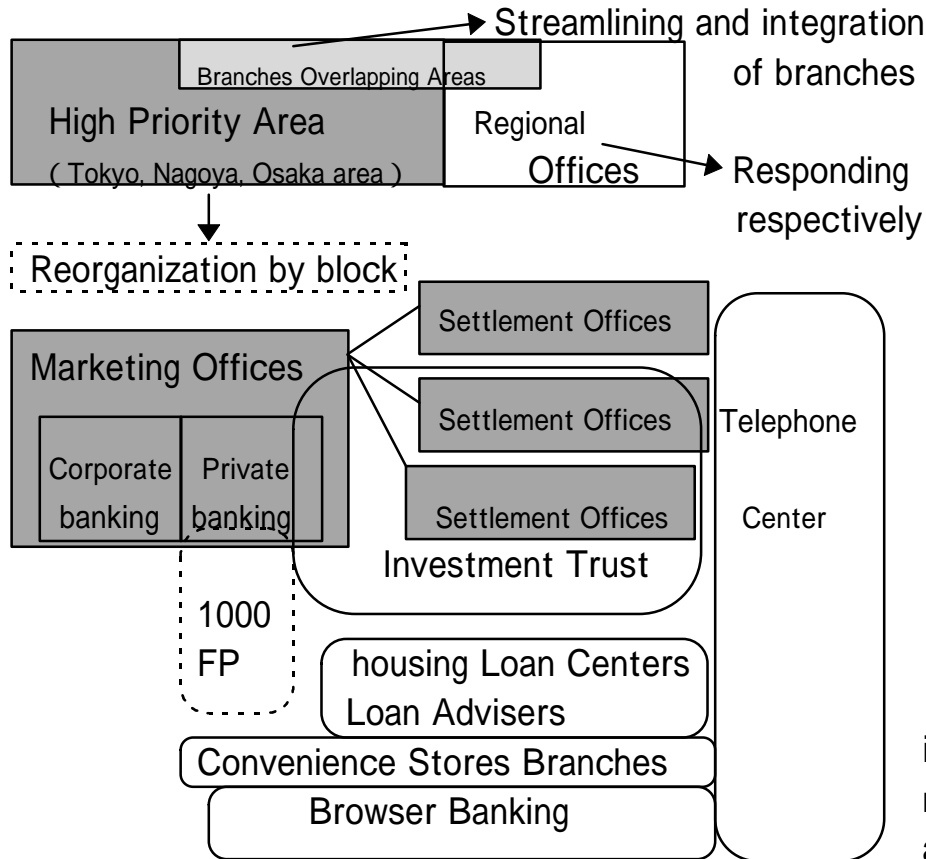 Streamlining and integration
of branches
Branches Overlapping Areas
High Priority Area
( Tokyo, Nagoya, Osaka area )
Regional
Offices
Responding
respectively
Reorganization by block
Marketing Offices
Corporate
banking
Private
banking
Settlement Offices
Settlement Offices
Settlement Offices
Telephone
Center
Investment Trust
1000
FP
housing Loan Centers
Loan Advisers
Convenience Stores Branches
Browser Banking